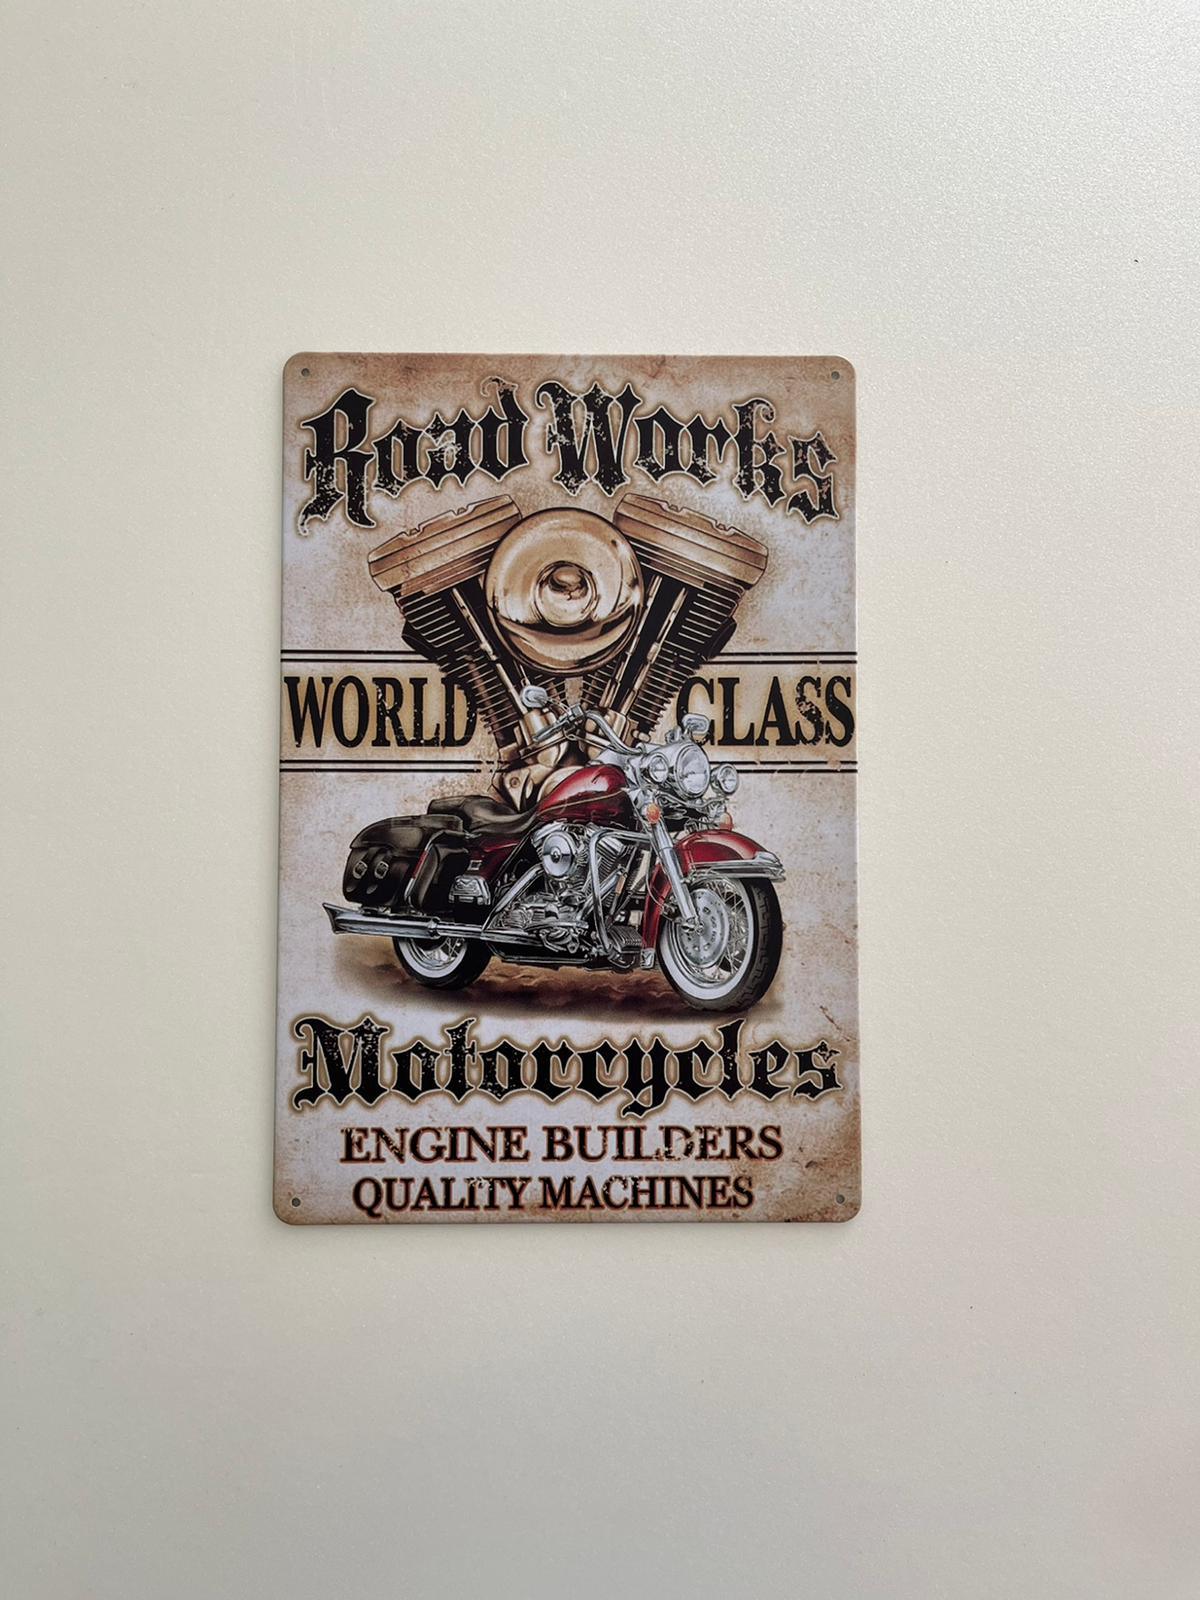 Road Works
WORLD CLASS
Motorcycles
ENGINE BUILDERS
QUALITY MACHINES